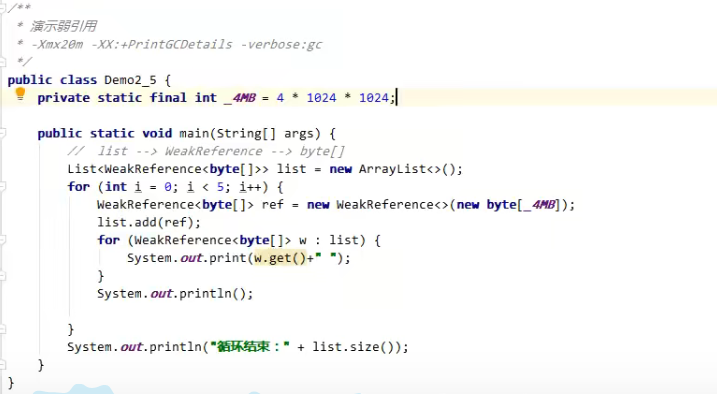 /**
 * 演示弱引用
 * -Xmx20m -XX:+PrintGCDetails -verbose:gc
 */
public class Demo2_5 {
    private static final int _4MB = 4 * 1024 * 1024;
    public static void main(String[] args) {
        //  list --> WeakReference --> byte[]
        List<WeakReference<byte[]>> list = new ArrayList<>();
        for (int i = 0; i < 5; i++) {
            WeakReference<byte[]> ref = new WeakReference<>(new byte[_4MB]);
            list.add(ref);
            for (WeakReference<byte[]> w : list) {
                System.out.print(w.get()+" ");
            }
            System.out.println();
        }
        System.out.println("循环结束：" + list.size());
    }
}